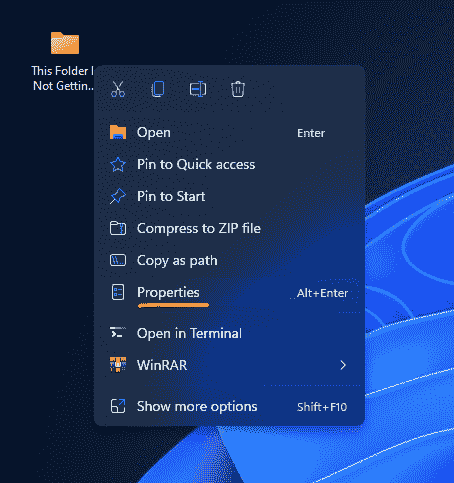 This Folder I
Not Gettin...
Open Enter
Pin to Quick access
Pin to Start
Compress to ZIP file
Copy as path
Properties Alt+Enter
Open in Terminal
WinRAR
Show more options Shift+F10